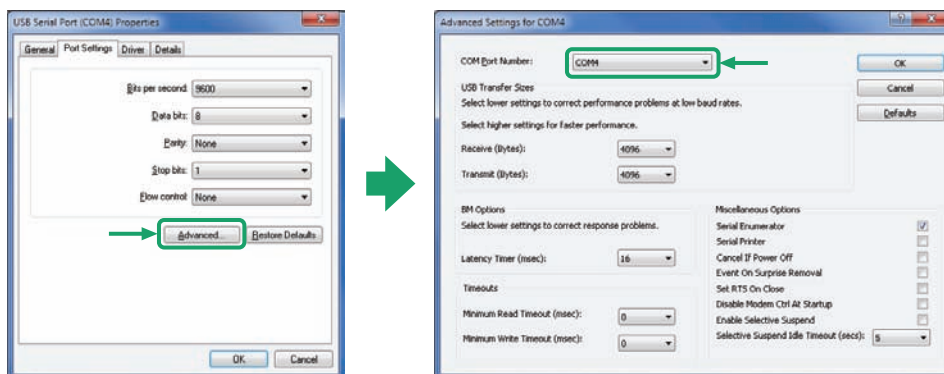 USB Serial Port (COM4) Properties
General Port Settings Driver Details
Bits per second: 9600
Data bits: 8
Parity: None
Stop bits: 1
Flow control: None
Advanced... Restore Defaults
OK Cancel
Advanced Settings for COM4
COM Port Number: COM4
OK
USB Transfer Sizes
Cancel
Select lower settings to correct performance problems at low baud rates.
Defaults
Select higher settings for faster performance.
Receive (Bytes): 4096
Transmit (Bytes): 4096
BM Options
Select lower settings to correct response problems.
Latency Timer (msec): 16
Timeouts
Minimum Read Timeout (msec): 0
Minimum Write Timeout (msec): 0
Miscellaneous Options
Serial Enumerator
Serial Printer
Cancel If Power Off
Event On Surprise Removal
Set RTS On Close
Disable Modem Ctrl At Startup
Enable Selective Suspend
Selective Suspend Idle Timeout (secs): 5